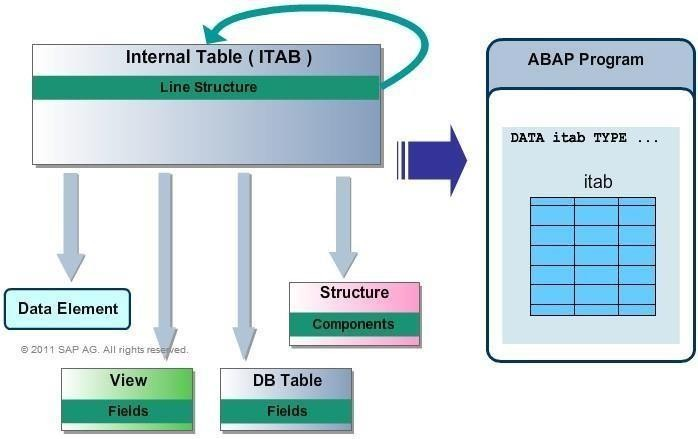 Internal Table ( ITAB )
Line Structure
ABAP Program
DATA itab TYPE ...
itab
Data Element
Structure
Components
© 2011 SAP AG. All rights reserved.
View
Fields
DB Table
Fields